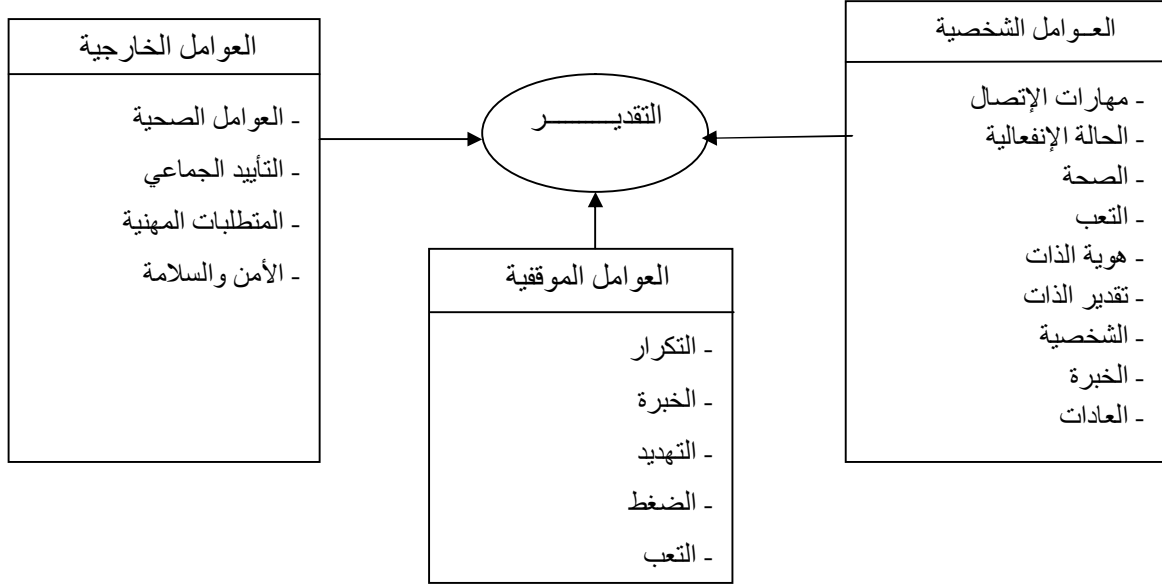 العــوامل الشخصية
- مهارات الإتصال
- الحالة الإنفعالية
- الصحة
- التعب
- هوية الذات
- تقدير الذات
- الشخصية
- الخبرة
- العادات
التقديـــــــــر
العوامل الخارجية
- العوامل الصحية
- التأييد الجماعي
- المتطلبات المهنية
- الأمن والسلامة
العوامل الموقفية
- التكرار
- الخبرة
- التهديد
- الضغط
- التعب